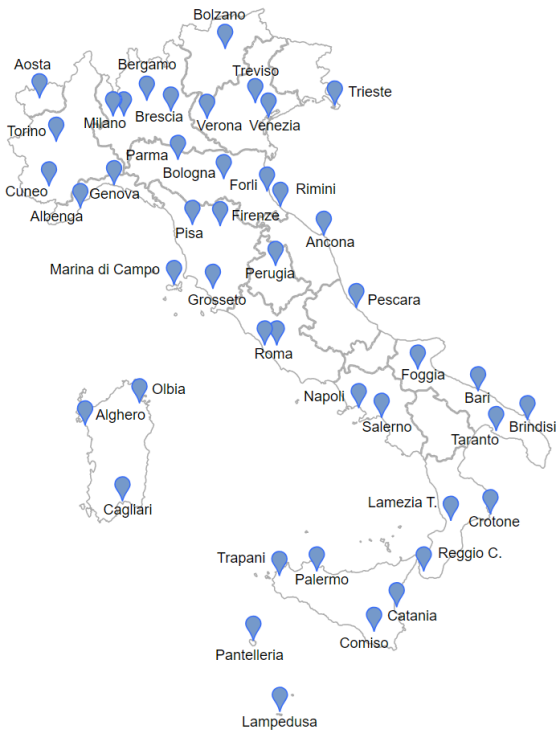 Bolzano
Aosta
Bergamo
Treviso
Trieste
Milano
Brescia
Verona
Venezia
Torino
Parma
Bologna
Cuneo
Genova
Forli
Rimini
Albenga
Pisa
Firenze
Ancona
Marina di Campo
Perugia
Grosseto
Pescara
Roma
Foggia
Olbia
Napoli
Bari
Alghero
Salerno
Taranto
Brindisi
Cagliari
Lamezia T.
Crotone
Trapani
Reggio C.
Palermo
Catania
Comiso
Pantelleria
Lampedusa